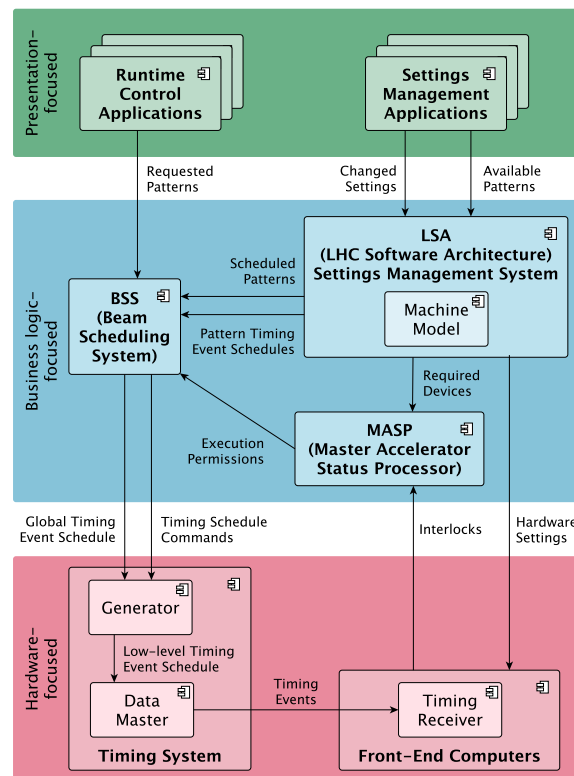 Presentation–
focused
Runtime
Control
Applications
Settings
Management
Applications
Requested
Patterns
Changed
Settings
Available
Patterns
Business logic–
focused
LSA
(LHC Software Architecture)
Settings Management System
Machine
Model
Scheduled
Patterns
BSS
(Beam
Scheduling
System)
Pattern Timing
Event Schedules
Required
Devices
Execution
Permissions
MASP
(Master Accelerator
Status Processor)
Global Timing
Event Schedule
Timing Schedule
Commands
Interlocks
Hardware
Settings
Hardware–
focused
Generator
Low-level Timing
Event Schedule
Data
Master
Timing System
Timing
Events
Timing
Receiver
Front-End Computers